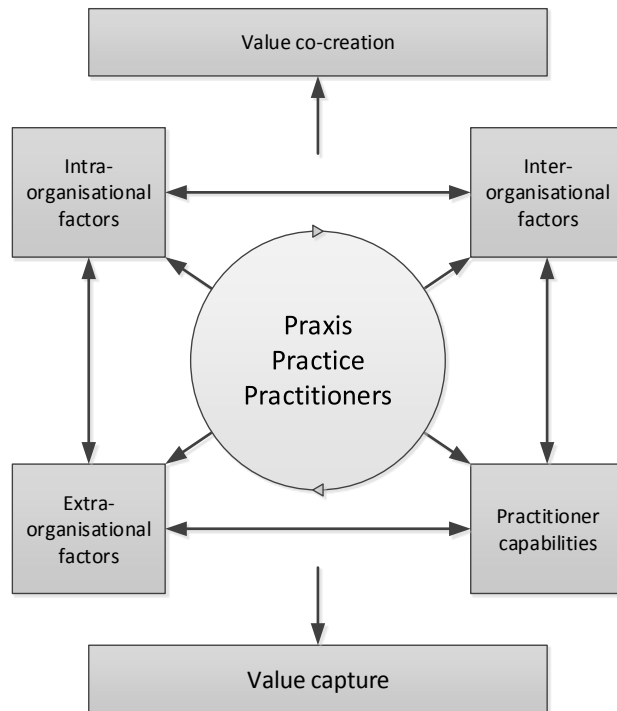 Value co-creation
Intra-
organisational
factors
Inter-
organisational
factors
Praxis
Practice
Practitioners
Extra-
organisational
factors
Practitioner
capabilities
Value capture